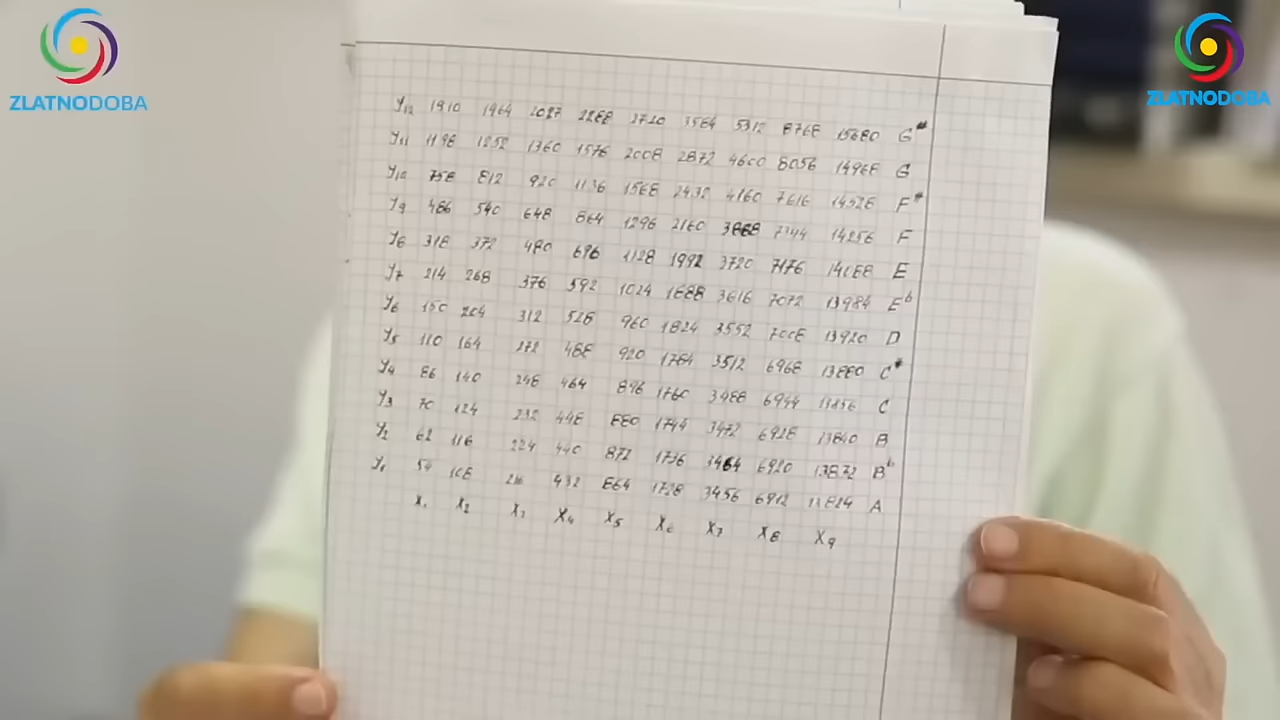 ZLATNODOBA
ZLATNODOBA
y₁₂ 1910 1964 2288 2720 3584 5312 8768 15680 G#
y₁₁ 1198 1252 1360 1576 2008 2872 4600 8056 14968 G
y₁₀ 758 812 920 1136 1568 2432 4160 7616 14528 F#
y₉ 486 540 648 864 1296 2160 3888 7344 14256 F
y₈ 318 372 480 696 1128 1992 3720 7176 14088 E
y₇ 214 268 376 592 1024 1888 3616 7072 13984 Eb
y₆ 150 204 312 528 960 1824 3552 7008 13920 D
y₅ 110 164 272 488 920 1784 3512 6968 13880 C#
y₄ 86 140 248 464 896 1760 3488 6944 13856 C
y₃ 70 124 232 448 880 1744 3472 6928 13840 B
y₂ 62 116 224 440 872 1736 3464 6920 13832 Bb
y₁ 54 108 216 432 864 1728 3456 6912 13824 A
x₁ x₂ x₃ x₄ x₅ x₆ x₇ x₈ x₉